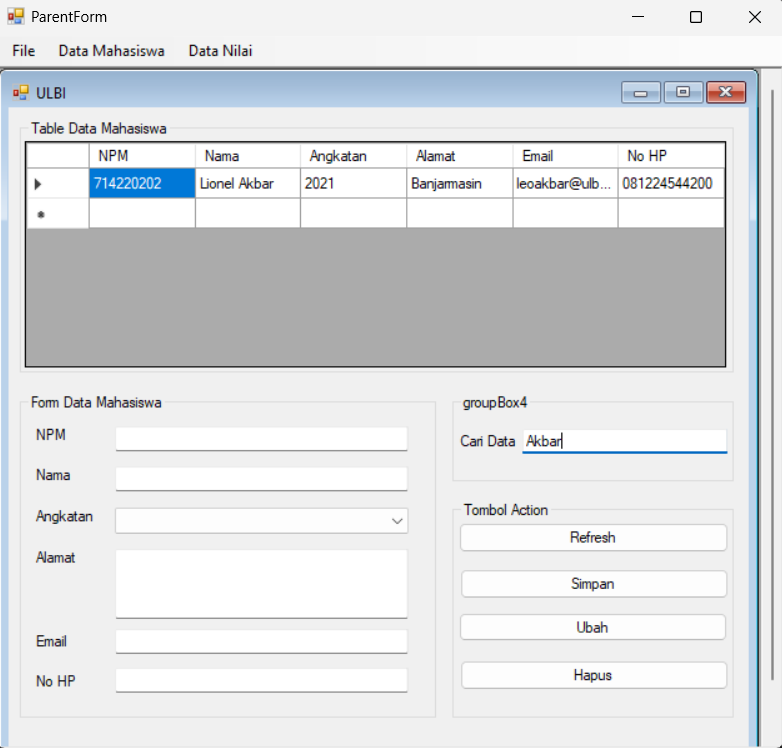 ParentForm
File Data Mahasiswa Data Nilai
ULBI
Table Data Mahasiswa
NPM Nama Angkatan Alamat Email No HP
714220202 Lionel Akbar 2021 Banjarmasin leoakbar@ulb... 081224544200
Form Data Mahasiswa
NPM
Nama
Angkatan
Alamat
Email
No HP
groupBox4
Cari Data Akbar
Tombol Action
Refresh
Simpan
Ubah
Hapus